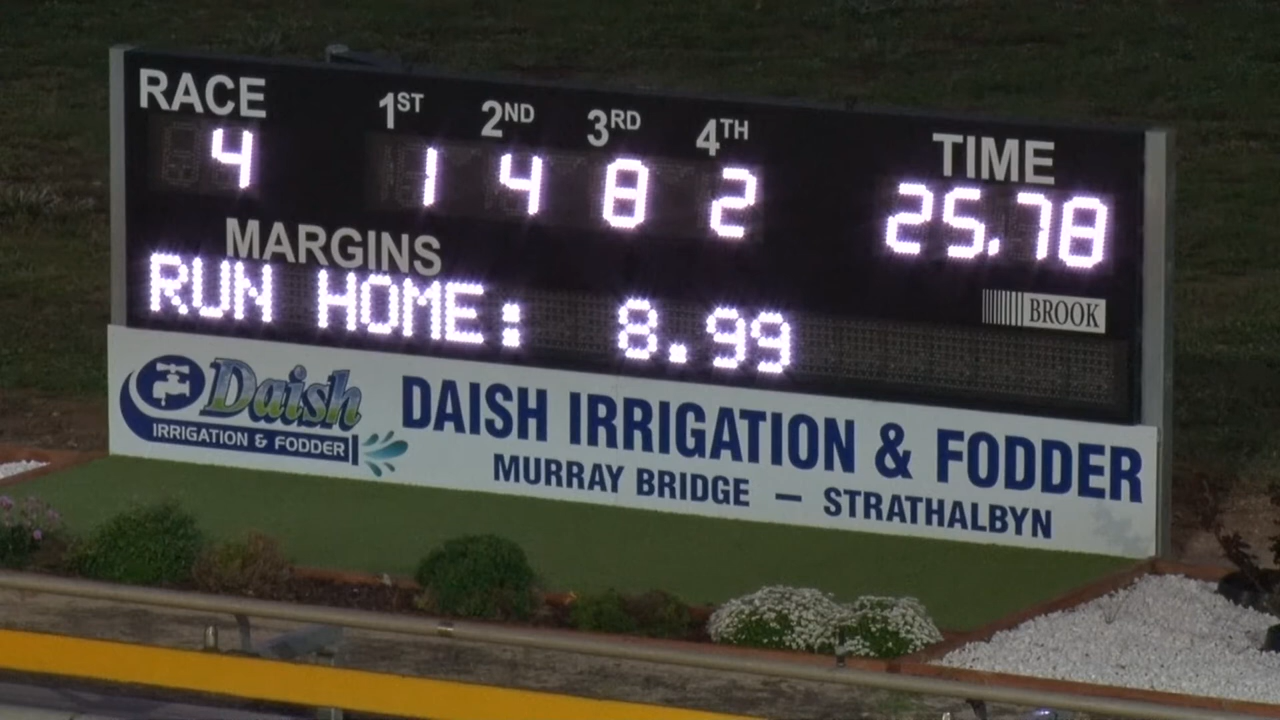 RACE 1ST 2ND 3RD 4TH TIME
4 1 4 8 2 25.78
MARGINS
RUN HOME: 8.99
BROOK
Daish
IRRIGATION & FODDER
DAISH IRRIGATION & FODDER
MURRAY BRIDGE — STRATHALBYN